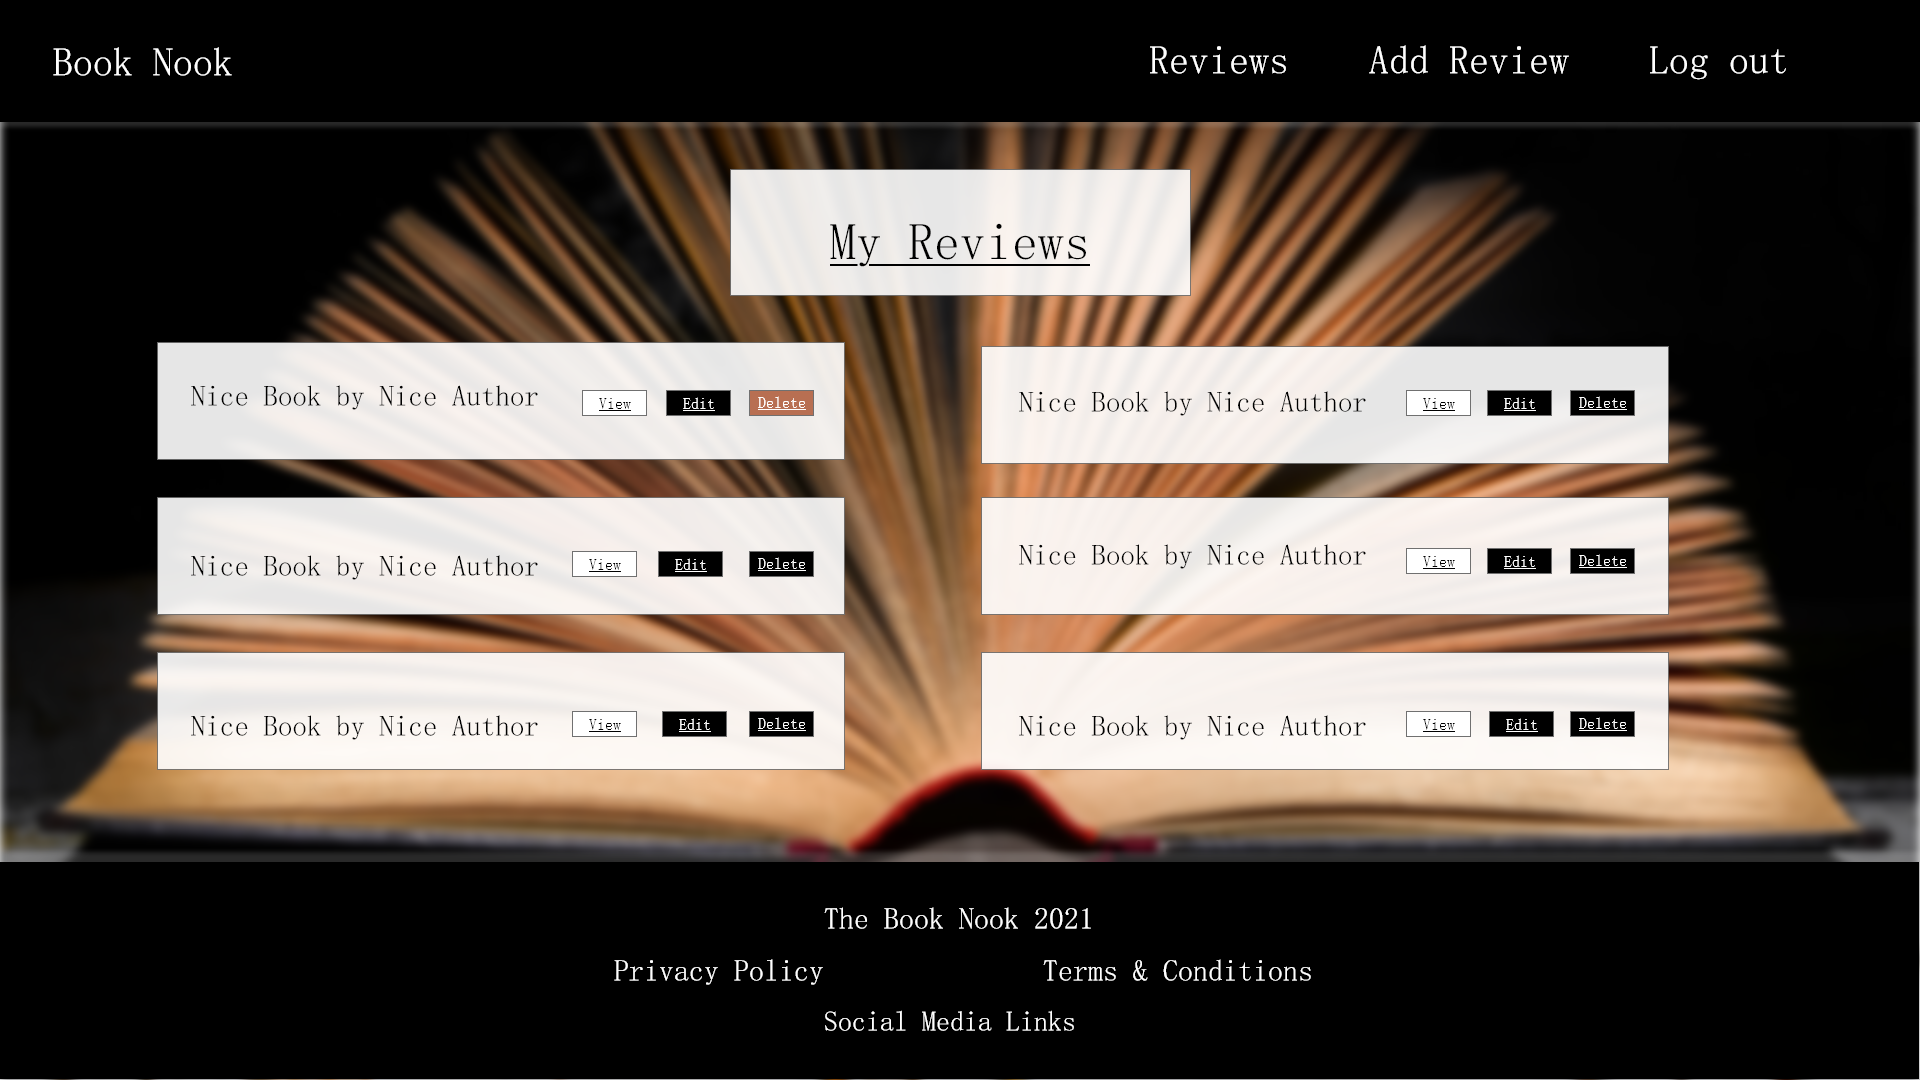 Book Nook Reviews Add Review Log out
My Reviews
Nice Book by Nice Author View Edit Delete
Nice Book by Nice Author View Edit Delete
Nice Book by Nice Author View Edit Delete
Nice Book by Nice Author View Edit Delete
Nice Book by Nice Author View Edit Delete
Nice Book by Nice Author View Edit Delete
The Book Nook 2021
Privacy Policy Terms & Conditions
Social Media Links